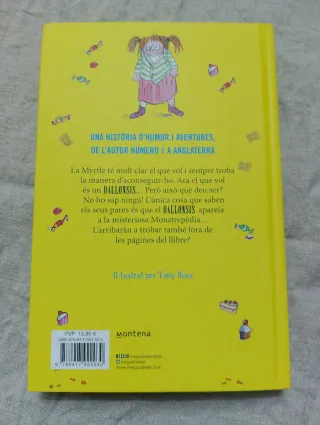 UNA HISTÒRIA D'HUMOR I AVENTURES,
DE L'AUTOR NÚMERO 1 A ANGLATERRA
La Myrtle té molt clar el que vol i sempre troba
la manera d'aconseguir-ho. Ara el que vol
és un DALLONSIS... Però això què deu ser?
No ho sap ningú! L'única cosa que saben
els seus pares és que el DALLONSIS apareix
a la misteriosa Monstrepèdia...
L'arribaran a trobar també fora de
les pàgines del llibre?
Il·lustrat per Tony Ross
PVP 15,95 €
montena